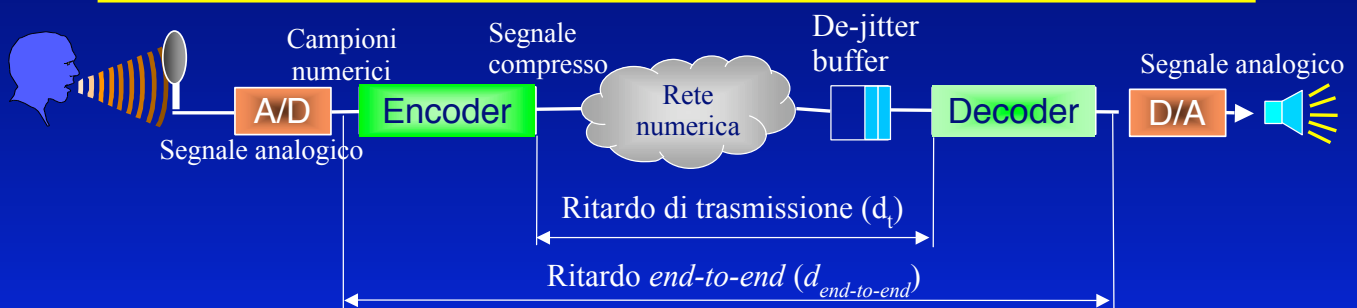 Campioni
numerici
Segnale
compresso
De-jitter
buffer
Segnale analogico
A/D
Encoder
Rete
numerica
Decoder
D/A
Segnale analogico
Ritardo di trasmissione (dt)
Ritardo end-to-end (dend-to-end)